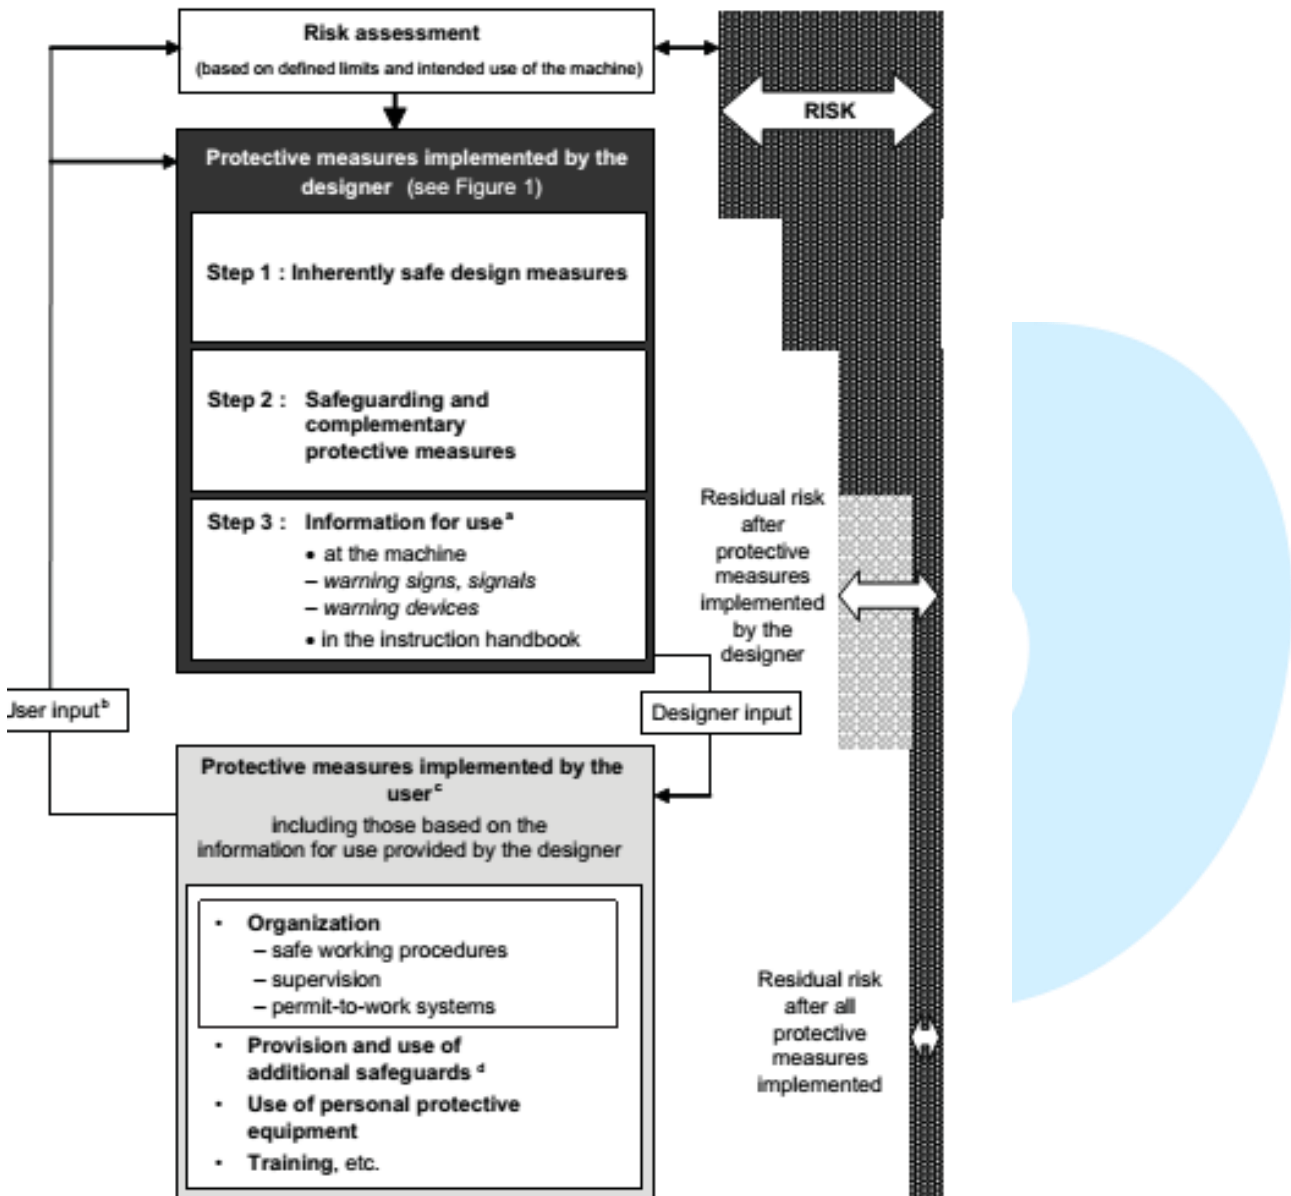 Risk assessment
(based on defined limits and intended use of the machine)
RISK
Protective measures implemented by the
designer (see Figure 1)
Step 1 : Inherently safe design measures
Step 2 : Safeguarding and
complementary
protective measures
Step 3 : Information for use a
• at the machine
– warning signs, signals
– warning devices
• in the instruction handbook
Residual risk
after
protective
measures
implemented
by the
designer
User input b
Designer input
Protective measures implemented by the
user c
including those based on the
information for use provided by the designer
• Organization
– safe working procedures
– supervision
– permit-to-work systems
• Provision and use of
additional safeguards d
• Use of personal protective
equipment
• Training, etc.
Residual risk
after all
protective
measures
implemented